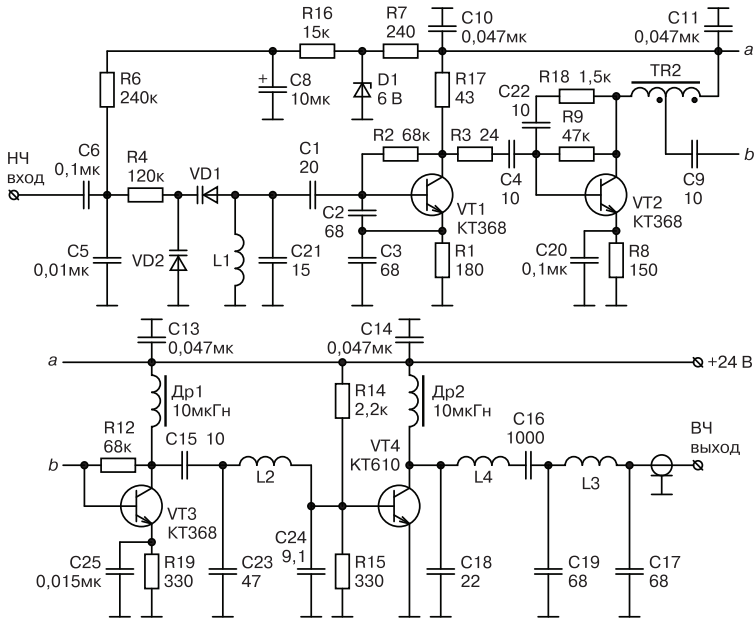 R16
15к
R7
240
C10
0,047мк
C11
0,047мк
a
R6
240к
+
C8
10мк
D1
6 В
R17
43
C22
10
R18 1,5к
TR2
НЧ
вход
C6
0,1мк
R4
120к
VD1
C1
20
R2 68к
R3 24
R9
47к
b
C4
10
C9
10
C2
68
VT1
КТ368
VT2
КТ368
C5
0,01мк
VD2
L1
C21
15
C3
68
R1
180
C20
0,1мк
R8
150
C13
0,047мк
C14
0,047мк
a
+24 В
Др1
10мкГн
R14
2,2к
Др2
10мкГн
R12
68к
C15 10
VT4
КТ610
C16
1000
ВЧ
выход
b
L2
L4
L3
VT3
КТ368
C25
0,015мк
R19
330
C23
47
C24
9,1
R15
330
C18
22
C19
68
C17
68